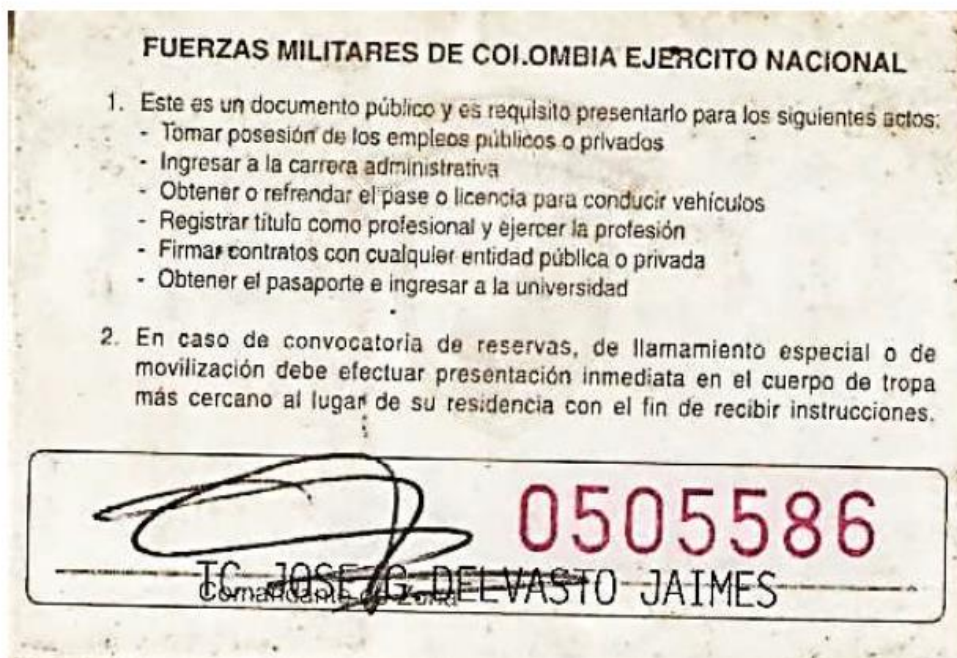 FUERZAS MILITARES DE COLOMBIA EJERCITO NACIONAL
1. Este es un documento público y es requisito presentarlo para los siguientes actos:
- Tomar posesión de los empleos públicos o privados
- Ingresar a la carrera administrativa
- Obtener o refrendar el pase o licencia para conducir vehículos
- Registrar título como profesional y ejercer la profesión
- Firmar contratos con cualquier entidad pública o privada
- Obtener el pasaporte e ingresar a la universidad
2. En caso de convocatoria de reservas, de llamamiento especial o de
movilización debe efectuar presentación inmediata en el cuerpo de tropa
más cercano al lugar de su residencia con el fin de recibir instrucciones.
0505586
TC JOSE G DELVASTO JAIMES
Comandante de Zona